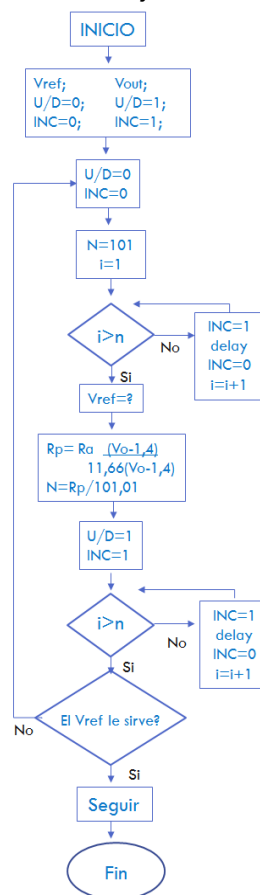 INICIO
Vref; Vout;
U/D=0; U/D=1;
INC=0; INC=1;
U/D=0
INC=0
N=101
i=1
i>n
No
INC=1
delay
INC=0
i=i+1
Si
Vref=?
Rp= Ra (Vo-1,4)
11,66(Vo-1,4)
N=Rp/101,01
U/D=1
INC=1
i>n
No
INC=1
delay
INC=0
i=i+1
Si
El Vref le sirve?
No
Si
Seguir
Fin